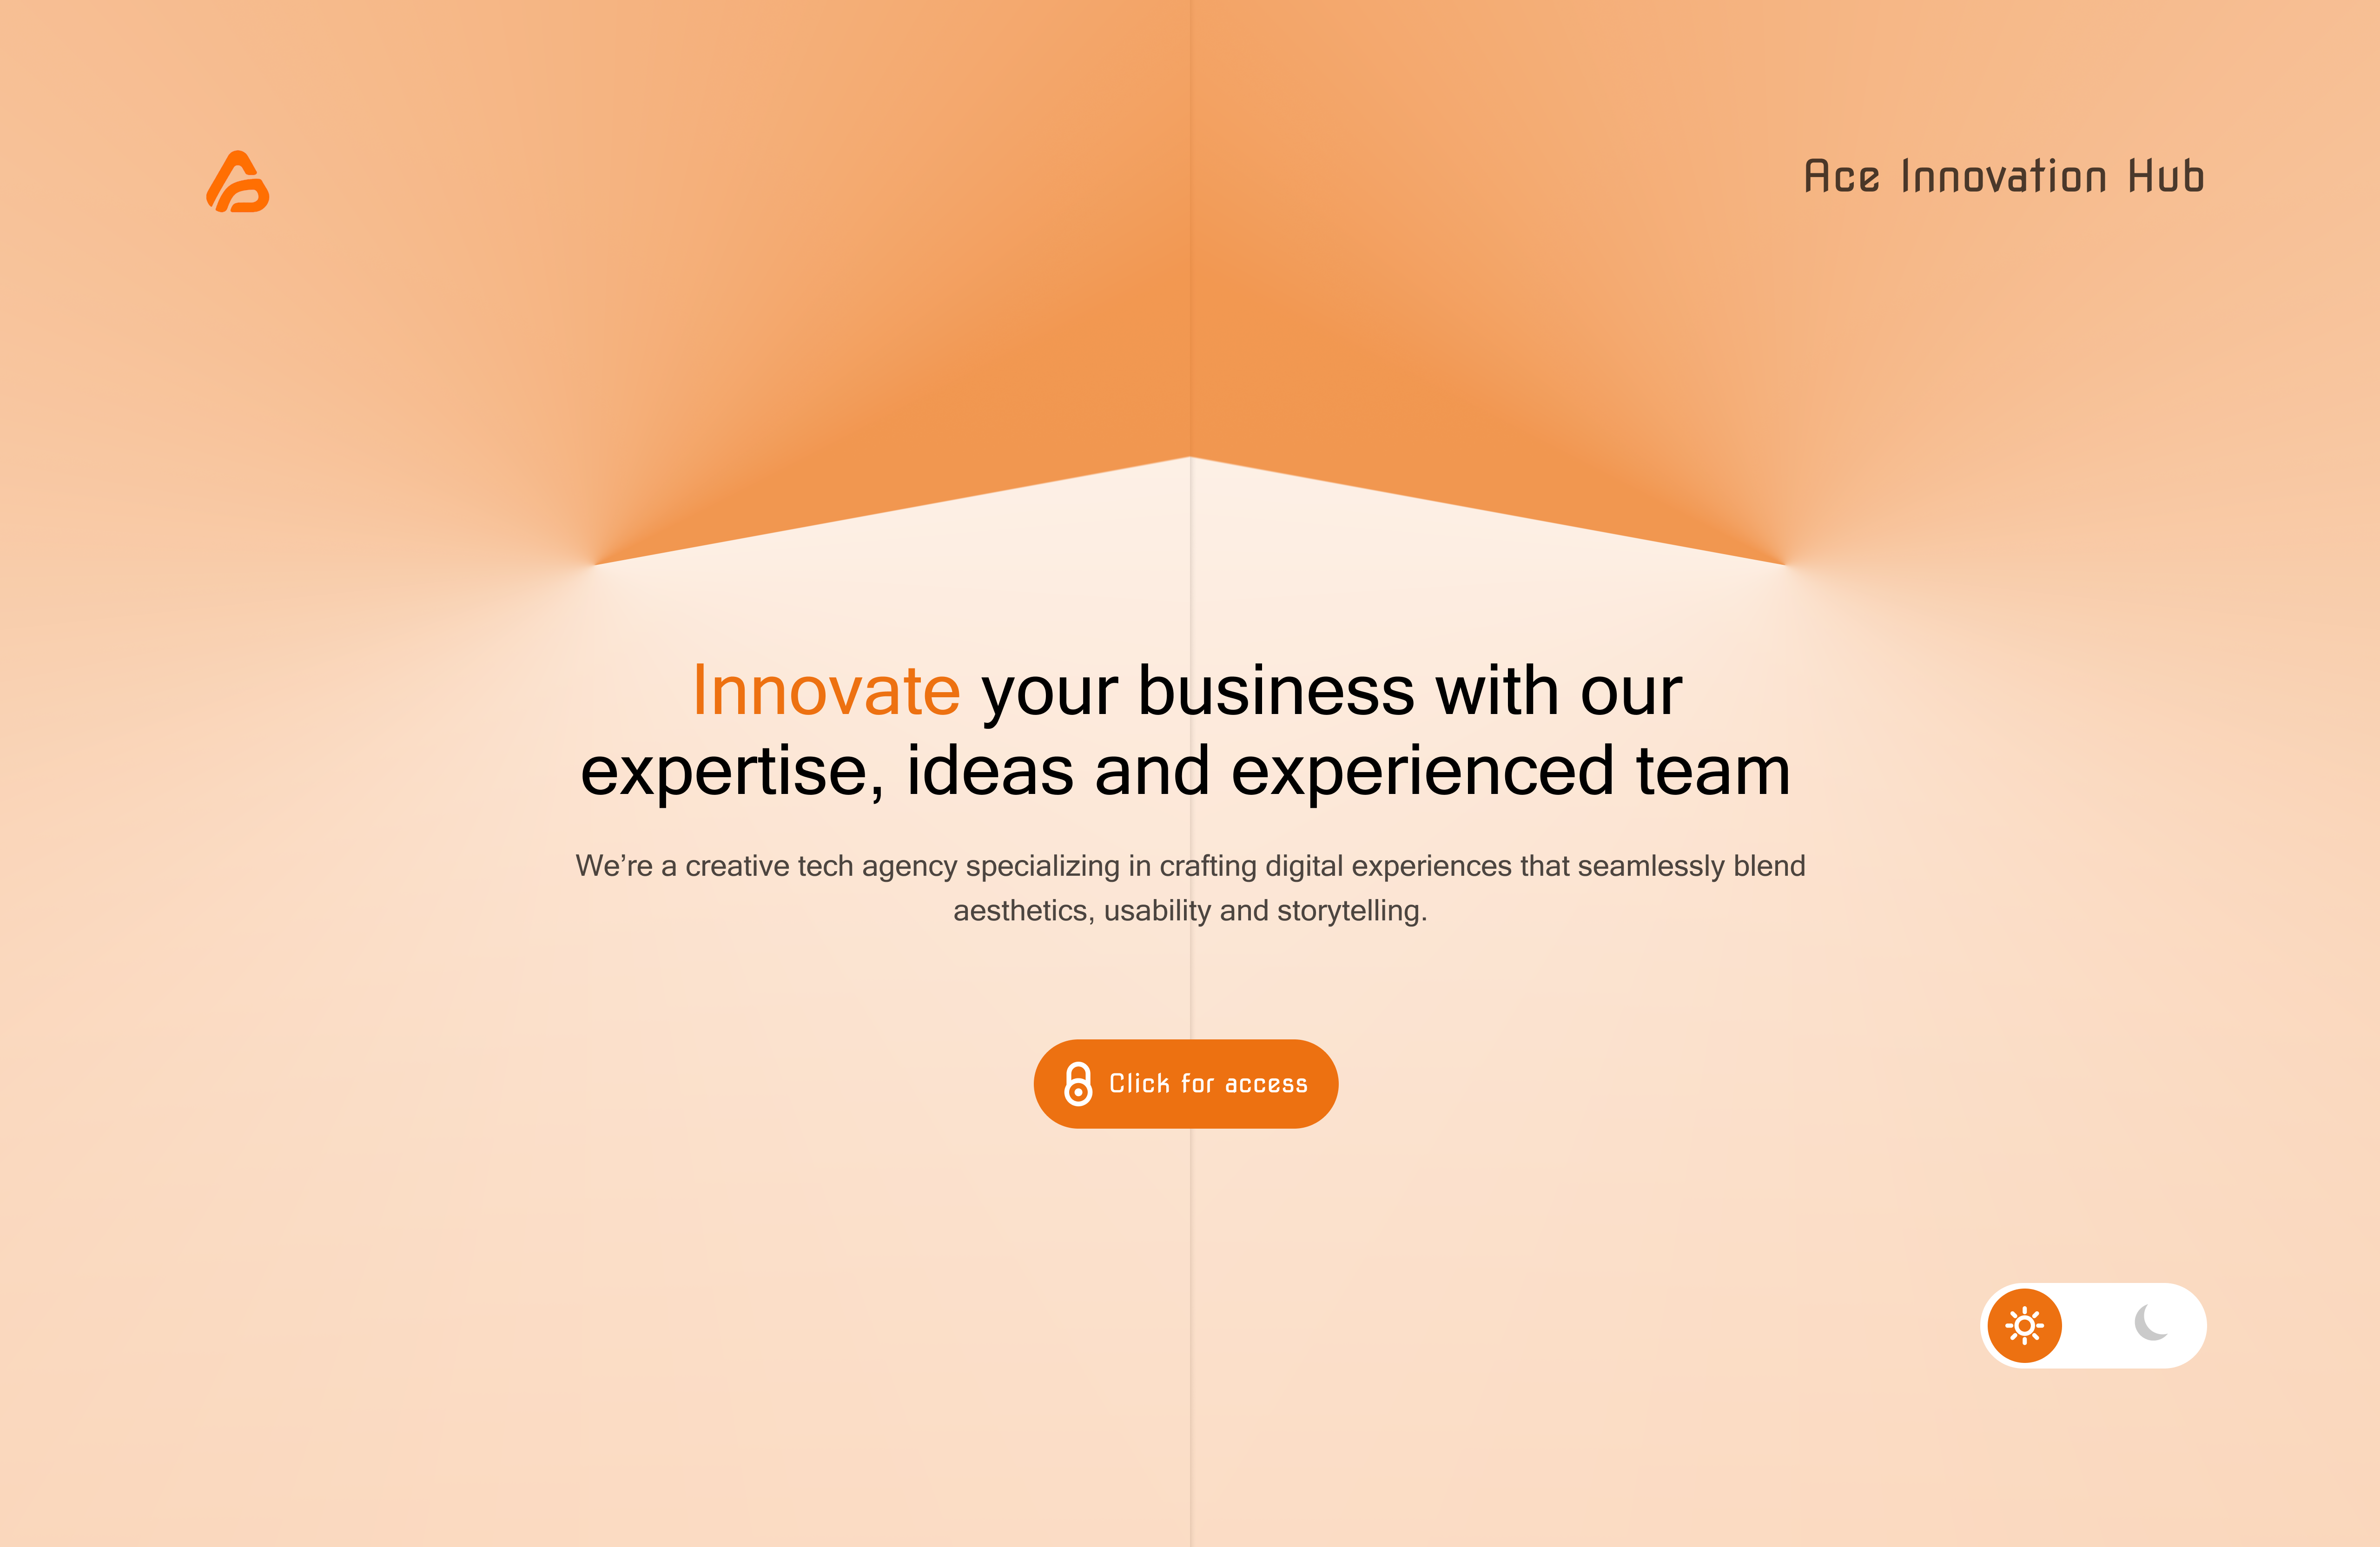 Ace Innovation Hub
Innovate your business with our
expertise, ideas and experienced team
We’re a creative tech agency specializing in crafting digital experiences that seamlessly blend
aesthetics, usability and storytelling.
Click for access